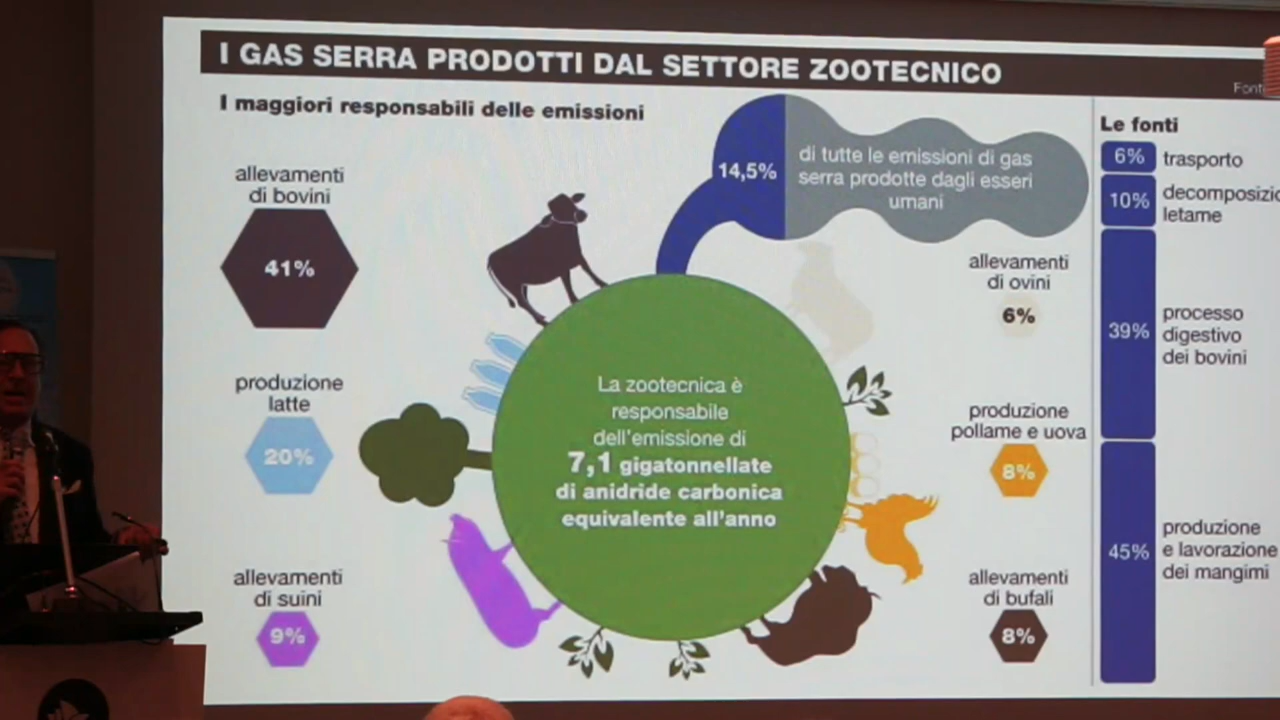 I GAS SERRA PRODOTTI DAL SETTORE ZOOTECNICO
I maggiori responsabili delle emissioni
allevamenti
di bovini
41%
produzione
latte
20%
allevamenti
di suini
9%
14,5%
di tutte le emissioni di gas
serra prodotte dagli esseri
umani
La zootecnica è
responsabile
dell'emissione di
7,1 gigatonnellate
di anidride carbonica
equivalente all'anno
allevamenti
di ovini
6%
produzione
pollame e uova
8%
allevamenti
di bufali
8%
Le fonti
6% trasporto
10%
letame
39%
processo
digestivo
dei bovini
45%
produzione
e lavorazione
dei mangimi